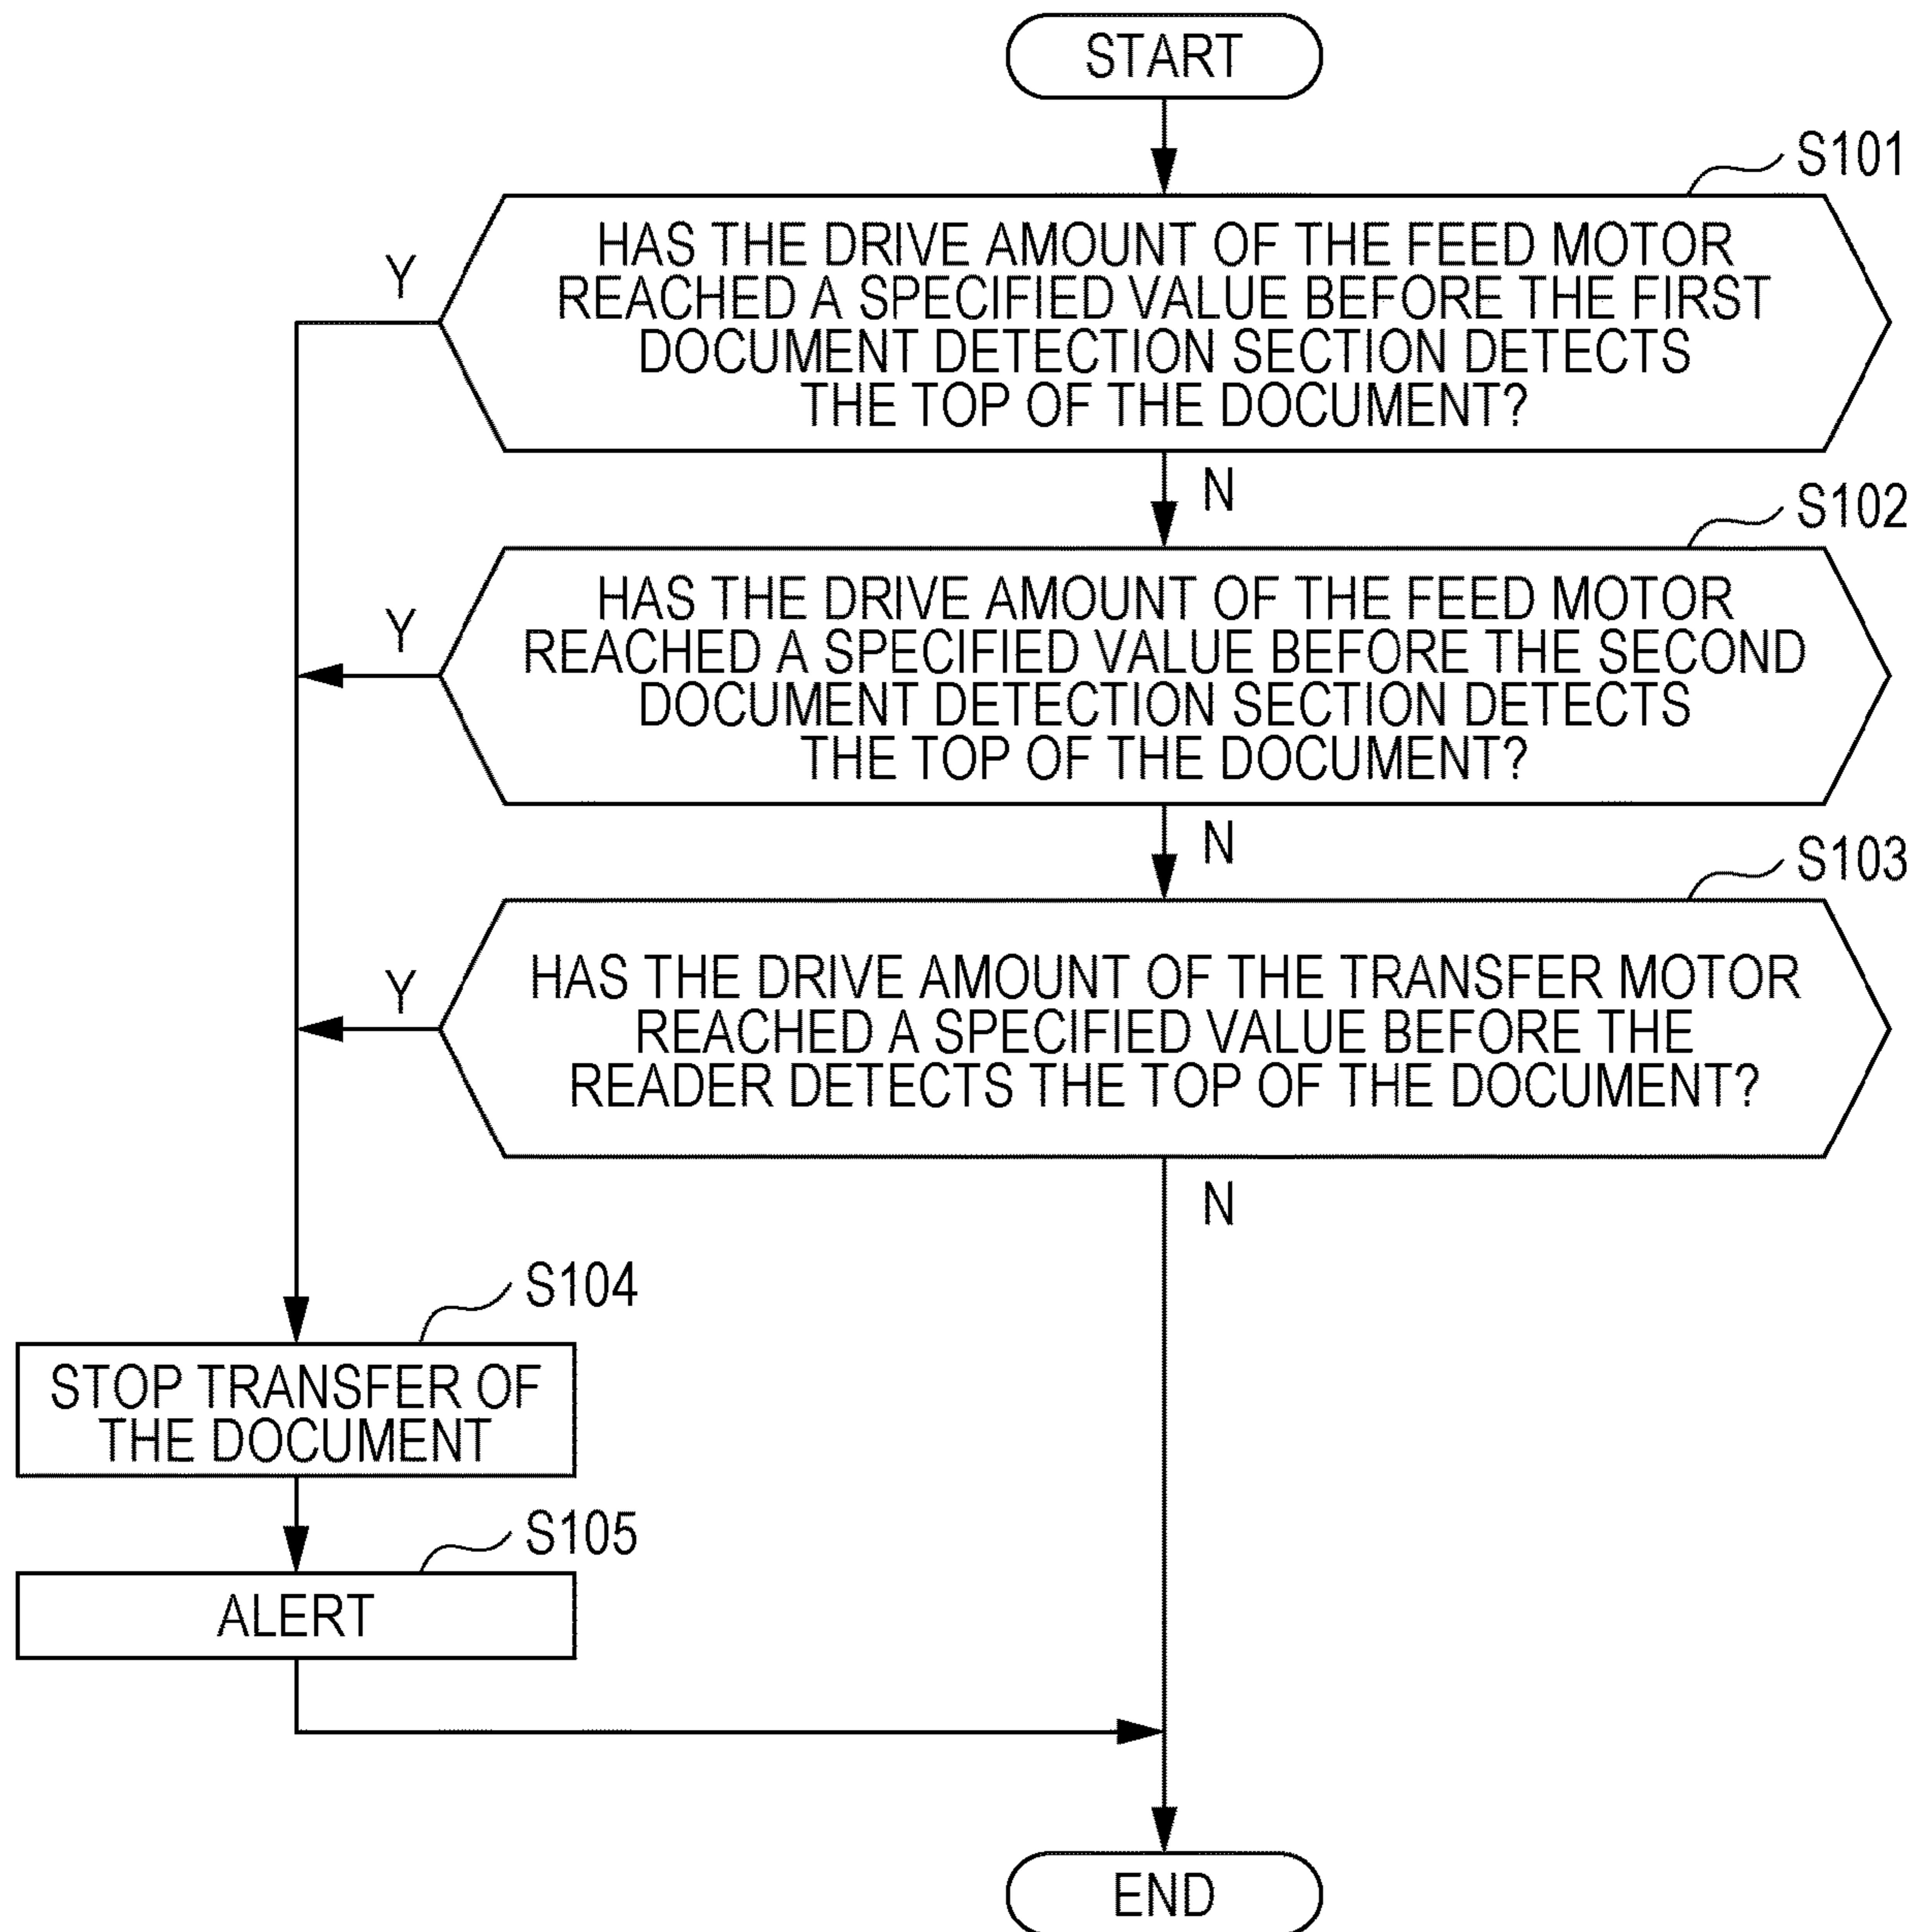 START
S101
HAS THE DRIVE AMOUNT OF THE FEED MOTOR
REACHED A SPECIFIED VALUE BEFORE THE FIRST
DOCUMENT DETECTION SECTION DETECTS
THE TOP OF THE DOCUMENT?
Y
N
S102
HAS THE DRIVE AMOUNT OF THE FEED MOTOR
REACHED A SPECIFIED VALUE BEFORE THE SECOND
DOCUMENT DETECTION SECTION DETECTS
THE TOP OF THE DOCUMENT?
Y
N
S103
HAS THE DRIVE AMOUNT OF THE TRANSFER MOTOR
REACHED A SPECIFIED VALUE BEFORE THE
READER DETECTS THE TOP OF THE DOCUMENT?
Y
N
S104
STOP TRANSFER OF
THE DOCUMENT
S105
ALERT
END